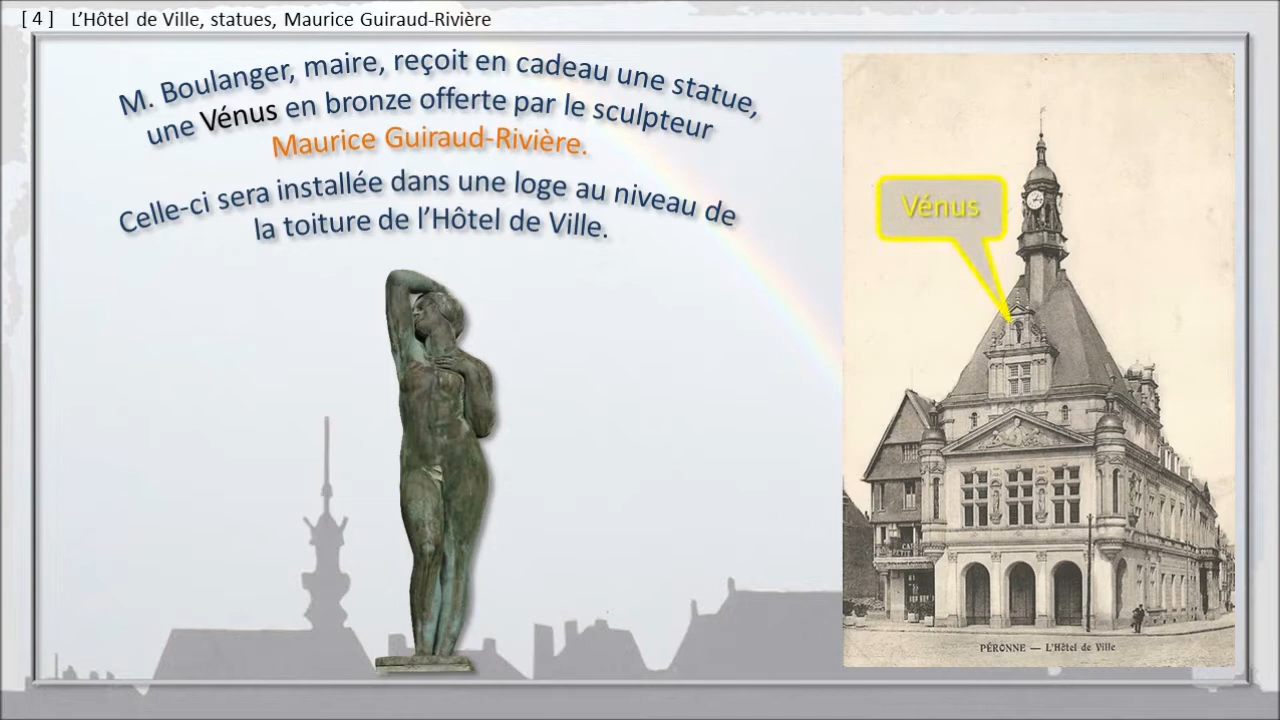 [ 4 ] L’Hôtel de Ville, statues, Maurice Guiraud-Rivière
M. Boulanger, maire, reçoit en cadeau une statue,
une Vénus en bronze offerte par le sculpteur
Maurice Guiraud-Rivière.
Celle-ci sera installée dans une loge au niveau de
la toiture de l’Hôtel de Ville.
Vénus
PÉRONNE — L'Hôtel de Ville